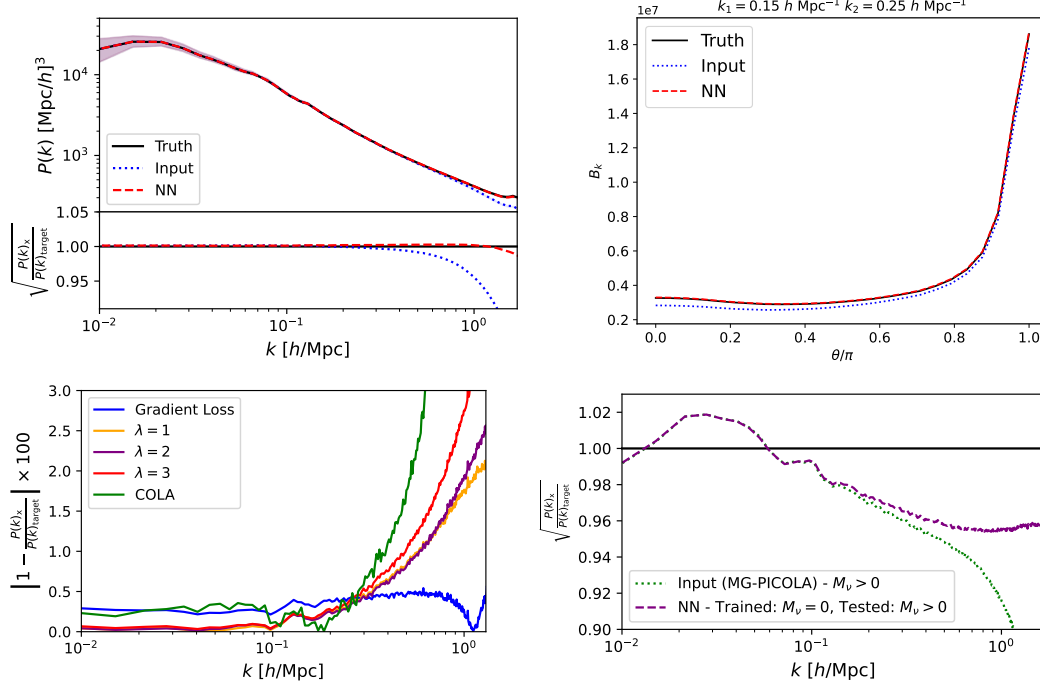 10⁴
10³
P(k) [Mpc/h]³
Truth
Input
NN
1.05
1.00
0.95
√(P(k)ₓ / P(k)target)
10⁻² 10⁻¹ 10⁰
k [h/Mpc]
k₁ = 0.15 h Mpc⁻¹ k₂ = 0.25 h Mpc⁻¹
1e7
1.8
1.6
1.4
1.2
1.0
0.8
0.6
0.4
0.2
Bₖ
Truth
Input
NN
0.0 0.2 0.4 0.6 0.8 1.0
θ/π
3.0
2.5
2.0
1.5
1.0
0.5
0.0
|1 − P(k)ₓ / P(k)target| × 100
Gradient Loss
λ = 1
λ = 2
λ = 3
COLA
10⁻² 10⁻¹ 10⁰
k [h/Mpc]
1.02
1.00
0.98
0.96
0.94
0.92
0.90
√(P(k)ₓ / P(k)target)
Input (MG-PICOLA) - Mν > 0
NN - Trained: Mν = 0, Tested: Mν > 0
10⁻² 10⁻¹ 10⁰
k [h/Mpc]